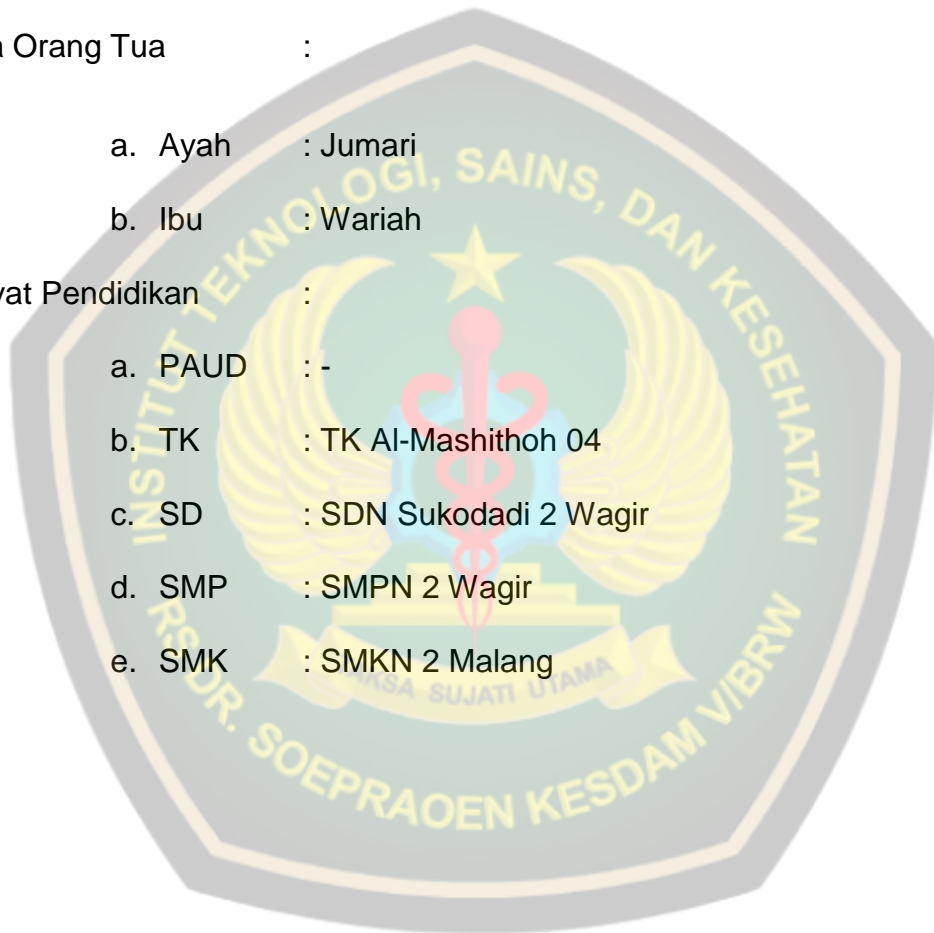 a Orang Tua :
a. Ayah : Jumari
b. Ibu : Wariah
yat Pendidikan :
a. PAUD : -
b. TK : TK Al-Mashithoh 04
c. SD : SDN Sukodadi 2 Wagir
d. SMP : SMPN 2 Wagir
e. SMK : SMKN 2 Malang
INSTITUT TEKNOLOGI, SAINS, DAN KESEHATAN
SUJATI UTAMA
RS DR. SOEPRAOEN KESDAM V/BRW